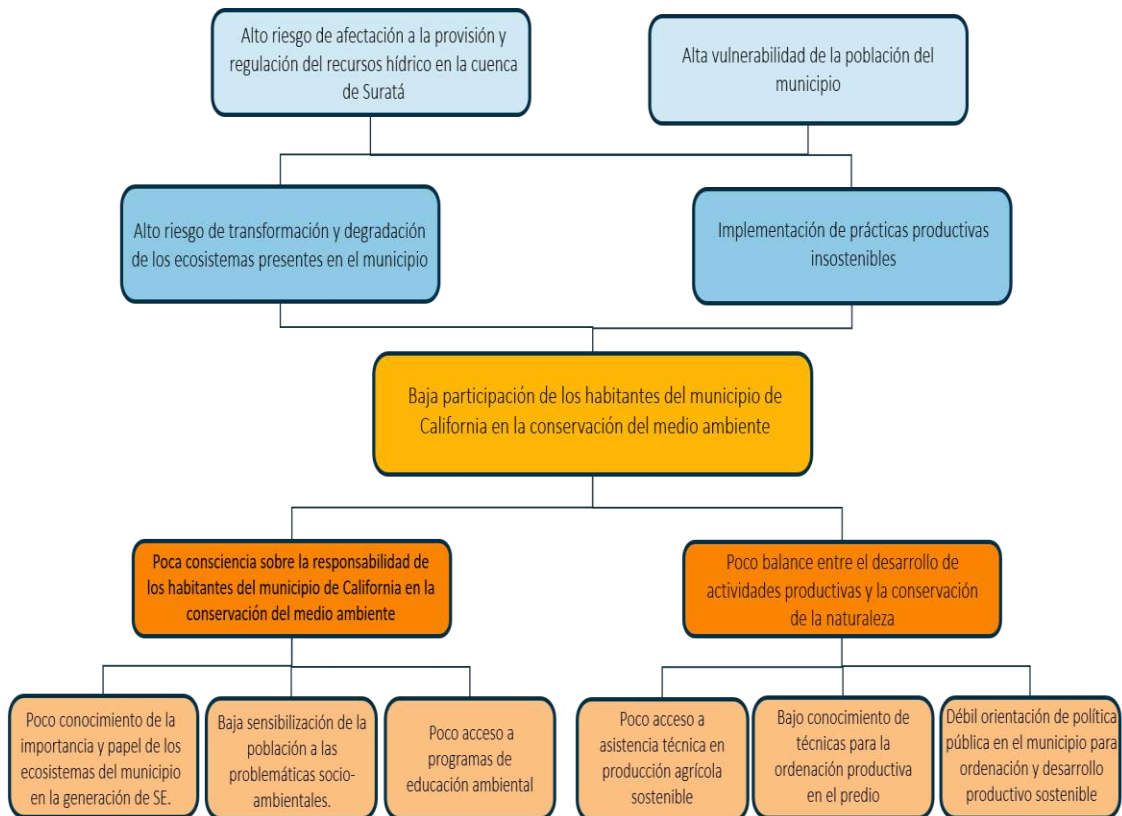 Alto riesgo de afectación a la provisión y
regulación del recursos hídrico en la cuenca
de Suratá
Alta vulnerabilidad de la población del
municipio
Alto riesgo de transformación y degradación
de los ecosistemas presentes en el municipio
Implementación de prácticas productivas
insostenibles
Baja participación de los habitantes del municipio de
California en la conservación del medio ambiente
Poca consciencia sobre la responsabilidad de
los habitantes del municipio de California en la
conservación del medio ambiente
Poco balance entre el desarrollo de
actividades productivas y la conservación
de la naturaleza
Poco conocimiento de la
importancia y papel de los
ecosistemas del municipio
en la generación de SE.
Baja sensibilización de la
población a las
problemáticas socio-
ambientales.
Poco acceso a
programas de
educación ambiental
Poco acceso a
asistencia técnica en
producción agrícola
sostenible
Bajo conocimiento de
técnicas para la
ordenación productiva
en el predio
Débil orientación de política
pública en el municipio para
ordenación y desarrollo
productivo sostenible